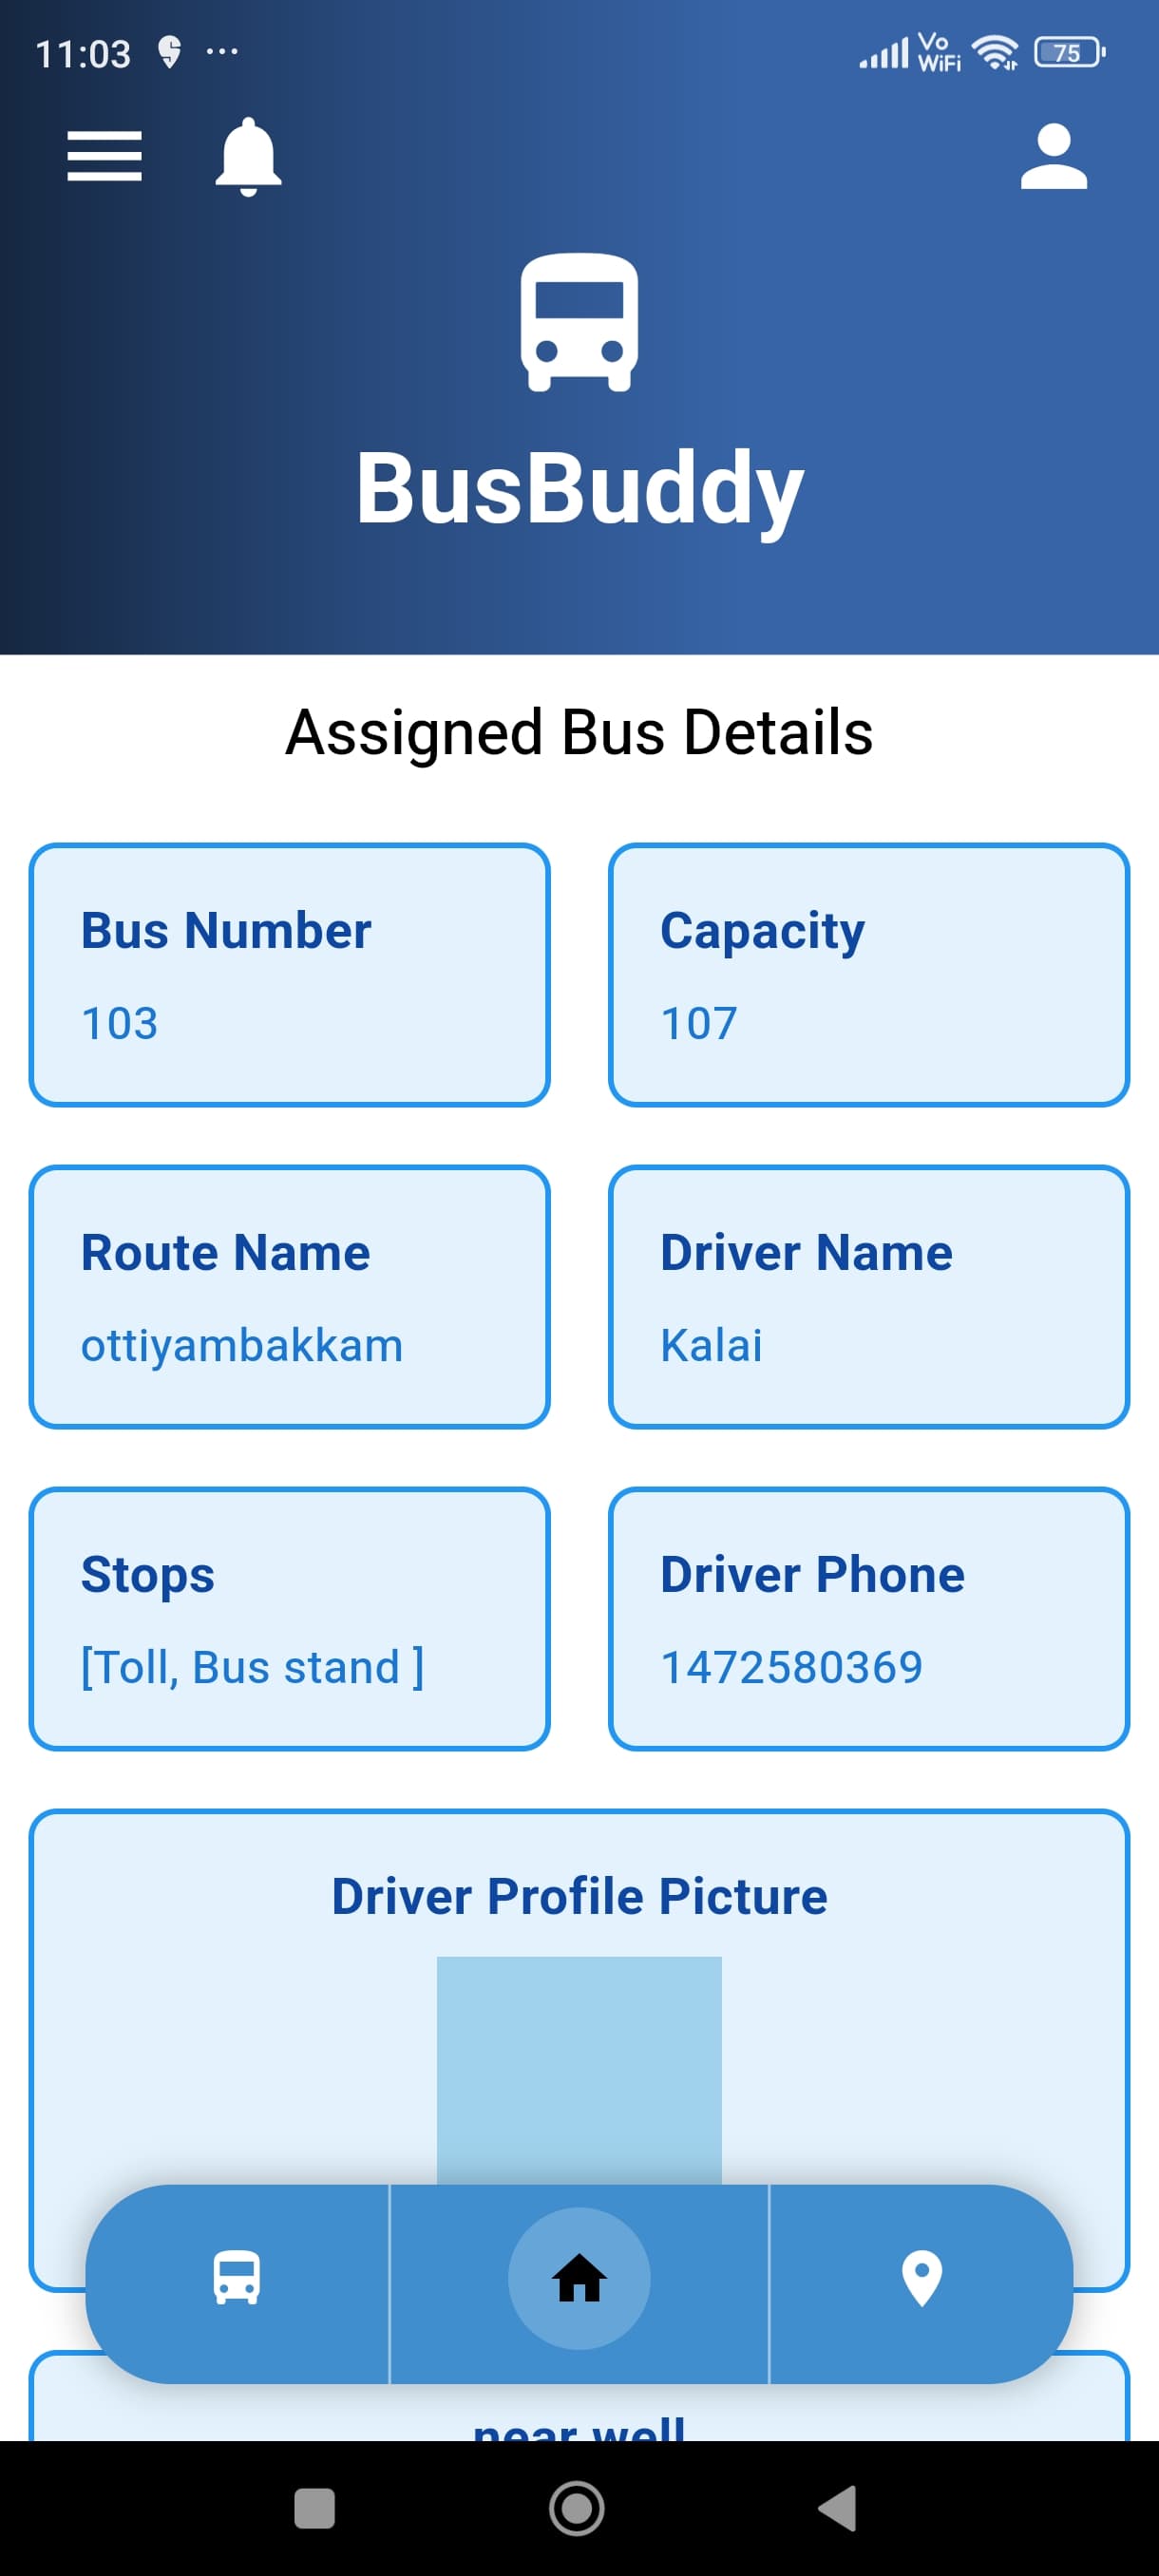 11:03
Vo
WiFi
75
BusBuddy
Assigned Bus Details
Bus Number
Capacity
103
107
Route Name
Driver Name
ottiyambakkam
Kalai
Stops
Driver Phone
[Toll, Bus stand ]
1472580369
Driver Profile Picture
near well